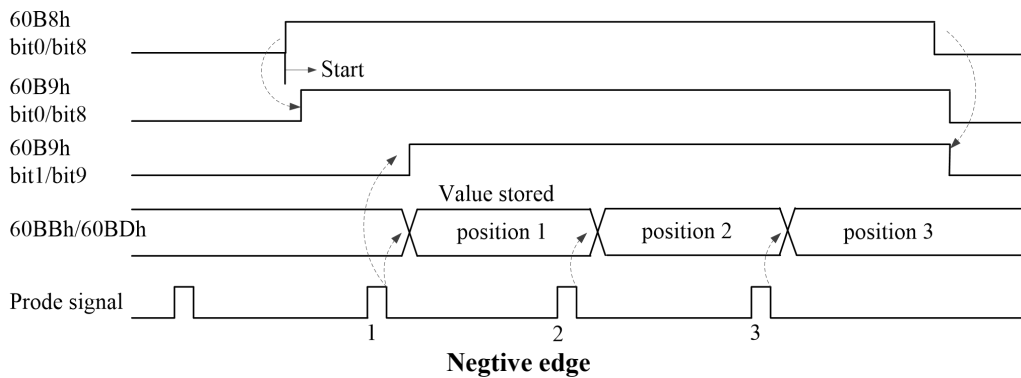 60B8h
bit0/bit8
Start
60B9h
bit0/bit8
60B9h
bit1/bit9
Value stored
60BBh/60BDh
position 1
position 2
position 3
Prode signal
1
2
3
Negtive edge